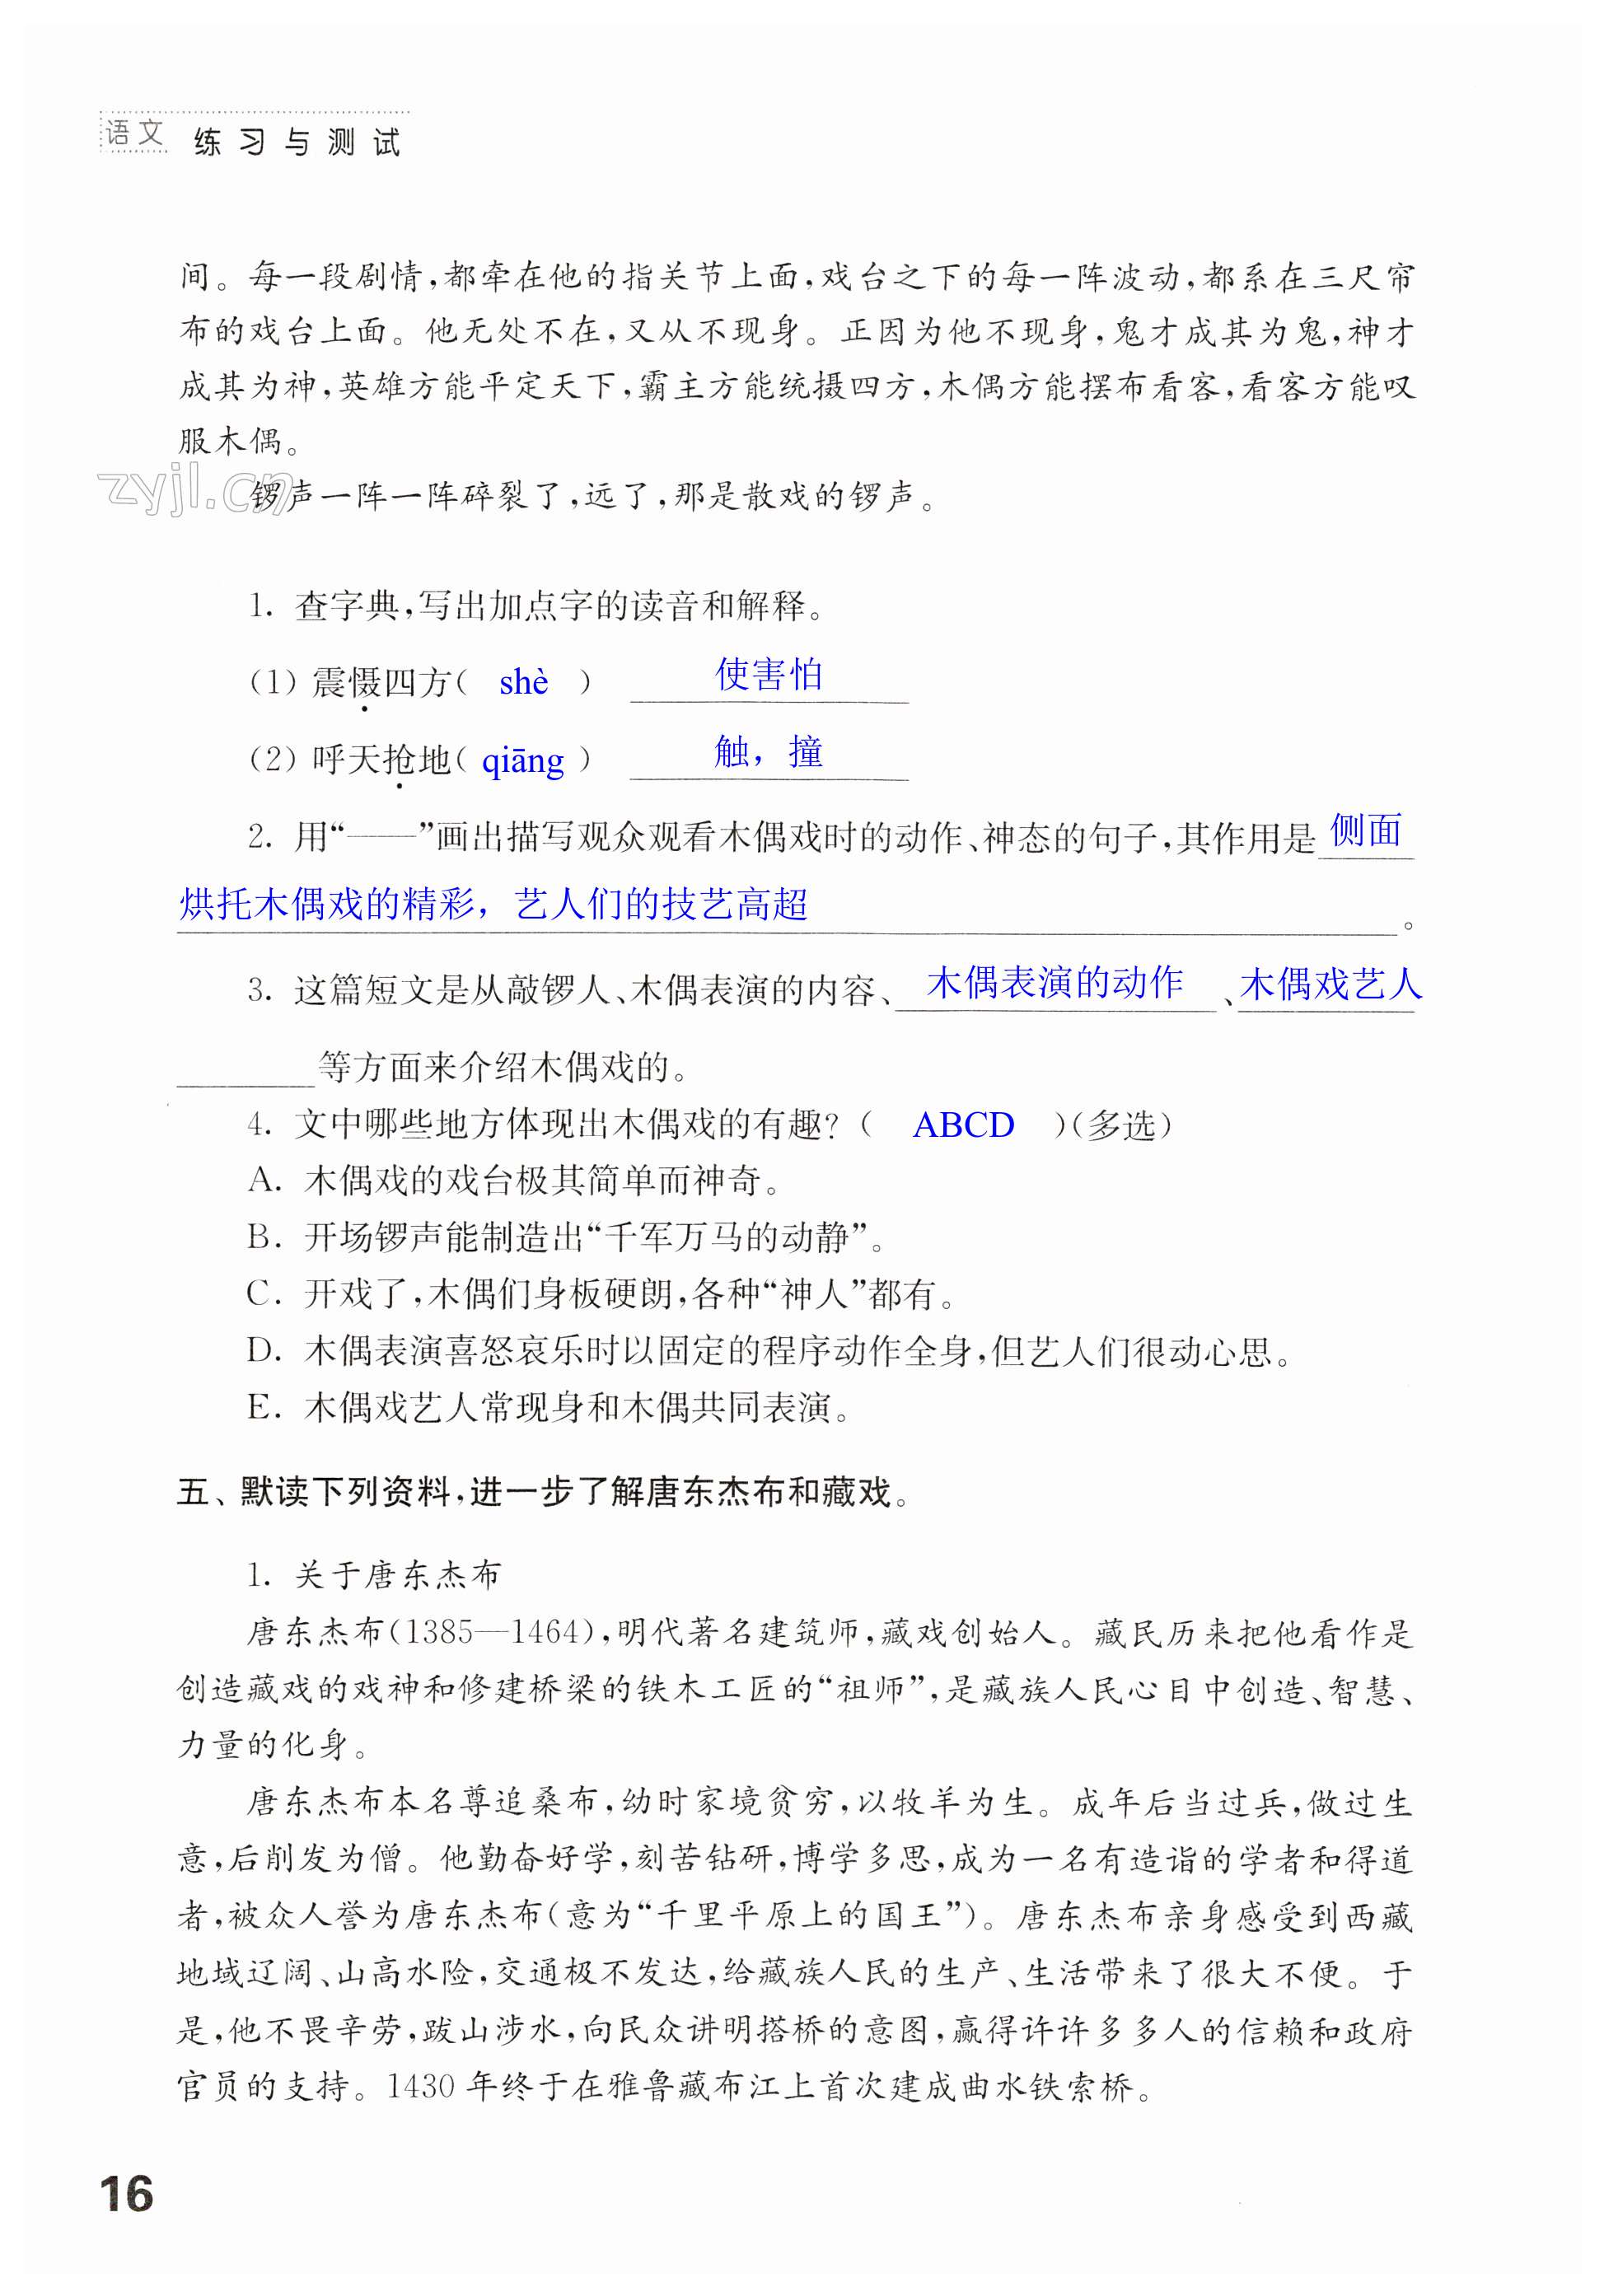 语文 练习与测试
间。每一段剧情,都牵在他的指关节上面,戏台之下的每一阵波动,都系在三尺帘
布的戏台上面。他无处不在,又从不现身。正因为他不现身,鬼才成其为鬼,神才
成其为神,英雄方能平定天下,霸主方能统摄四方,木偶方能摆布看客,看客方能叹
服木偶。
zyjl.cn
锣声一阵一阵碎裂了,远了,那是散戏的锣声。
1. 查字典,写出加点字的读音和解释。
(1) 震慑四方( shè ) 使害怕
(2) 呼天抢地( qiāng ) 触，撞
2. 用“——”画出描写观众观看木偶戏时的动作、神态的句子,其作用是 侧面
烘托木偶戏的精彩，艺人们的技艺高超。
3. 这篇短文是从敲锣人、木偶表演的内容、 木偶表演的动作 、木偶戏艺人
等方面来介绍木偶戏的。
4. 文中哪些地方体现出木偶戏的有趣?( ABCD )(多选)
A. 木偶戏的戏台极其简单而神奇。
B. 开场锣声能制造出“千军万马的动静”。
C. 开戏了,木偶们身板硬朗,各种“神人”都有。
D. 木偶表演喜怒哀乐时以固定的程序动作全身,但艺人们很动心思。
E. 木偶戏艺人常现身和木偶共同表演。
五、默读下列资料,进一步了解唐东杰布和藏戏。
1. 关于唐东杰布
唐东杰布(1385—1464),明代著名建筑师,藏戏创始人。藏民历来把他看作是
创造藏戏的戏神和修建桥梁的铁木工匠的“祖师”,是藏族人民心目中创造、智慧、
力量的化身。
唐东杰布本名尊追桑布,幼时家境贫穷,以牧羊为生。成年后当过兵,做过生
意,后削发为僧。他勤奋好学,刻苦钻研,博学多思,成为一名有造诣的学者和得道
者,被众人誉为唐东杰布(意为“千里平原上的国王”)。唐东杰布亲身感受到西藏
地域辽阔、山高水险,交通极不发达,给藏族人民的生产、生活带来了很大不便。于
是,他不畏辛劳,跋山涉水,向民众讲明搭桥的意图,赢得许许多多人的信赖和政府
官员的支持。1430 年终于在雅鲁藏布江上首次建成曲水铁索桥。
16